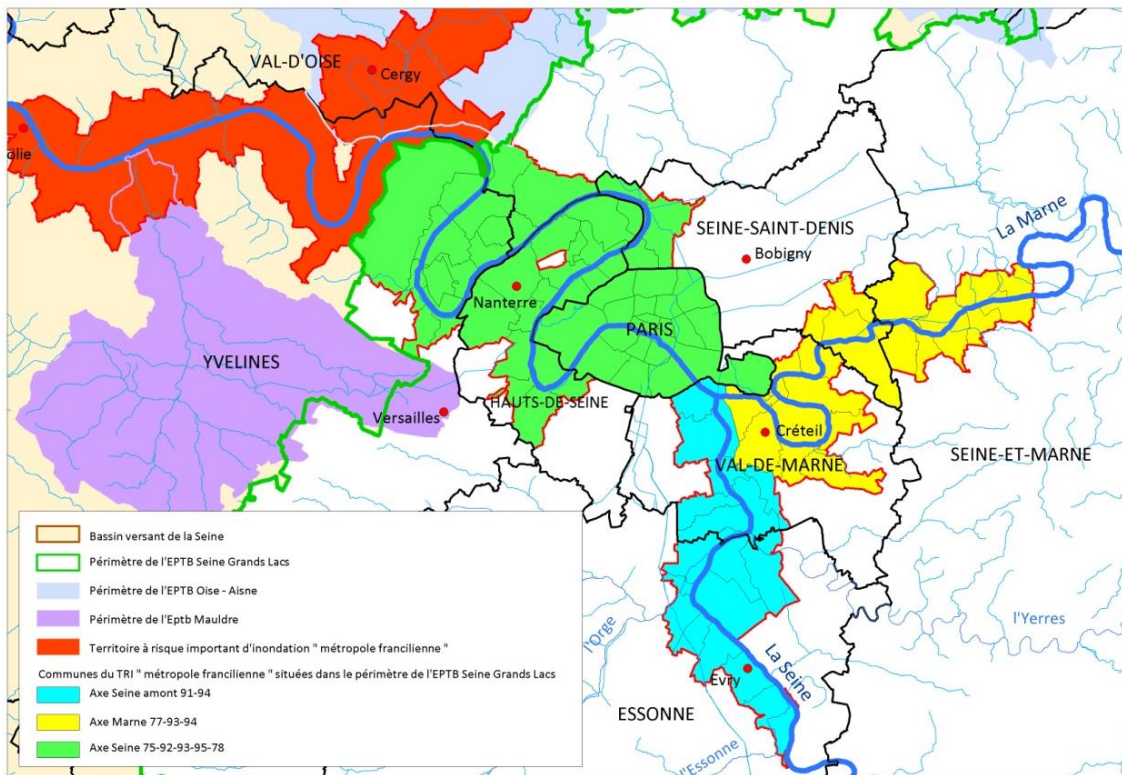 VAL-D'OISE
Cergy
olie
La Marne
SEINE-SAINT-DENIS
Bobigny
Nanterre
PARIS
YVELINES
HAUTS-DE-SEINE
Versailles
Créteil
VAL-DE-MARNE
SEINE-ET-MARNE
l'Yerres
l'Orge
La Seine
Evry
ESSONNE
l'Essonne
Bassin versant de la Seine
Périmètre de l'EPTB Seine Grands Lacs
Périmètre de l'EPTB Oise - Aisne
Périmètre de l'Eptb Mauldre
Territoire à risque important d'inondation " métropole francilienne "
Communes du TRI " métropole francilienne " situées dans le périmètre de l'EPTB Seine Grands Lacs
Axe Seine amont 91-94
Axe Marne 77-93-94
Axe Seine 75-92-93-95-78